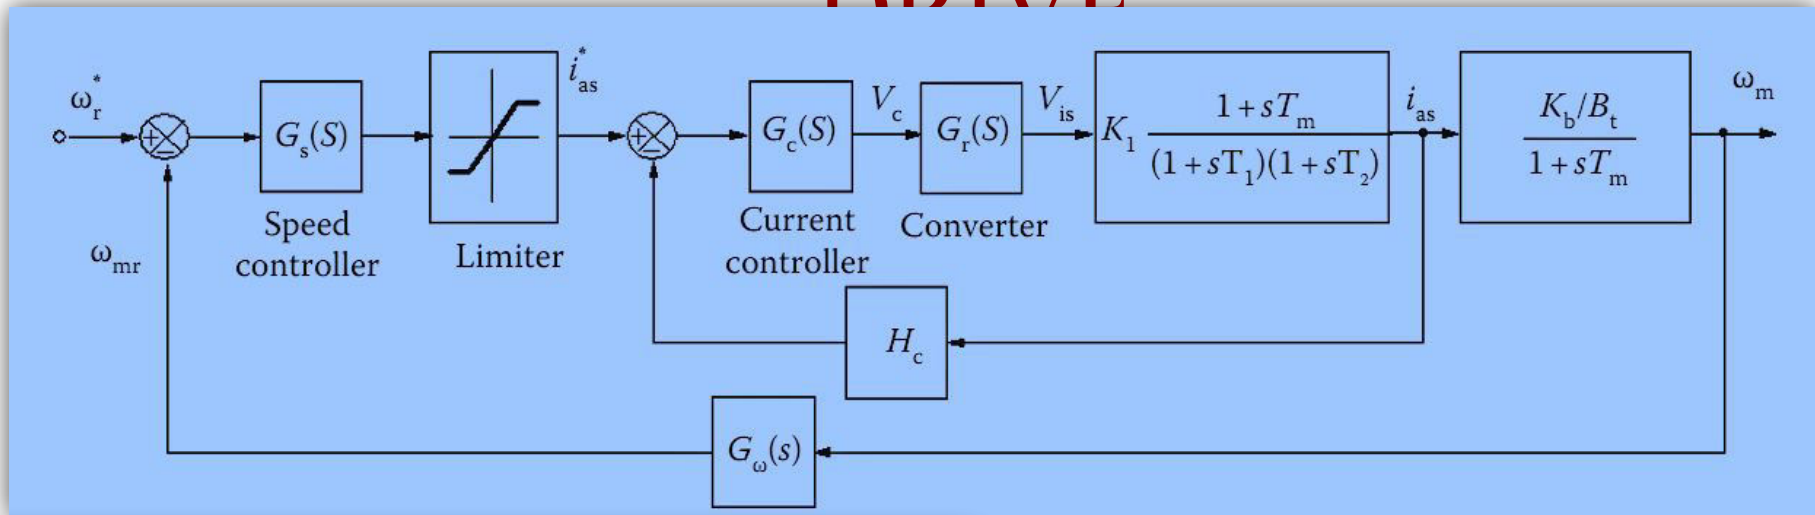 ω*r
+
−
Gs(S)
Speed
controller
Limiter
i*as
+
−
Gc(S)
Current
controller
Vc
Gr(S)
Converter
Vis
K1 1+sTm
(1+sT1)(1+sT2)
ias
Kb/Bt
1+sTm
ωm
ωmr
Hc
Gω(s)